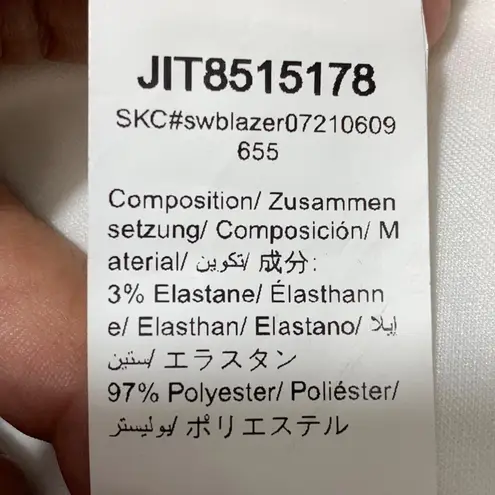 JIT8515178
SKC#swblazer07210609
655
Composition/ Zusammen
setzung/ Composición/ M
aterial/ تكوين/ 成分:
3% Elastane/ Élasthann
e/ Elasthan/ Elastano/ إيلا
ستين/ エラスタン
97% Polyester/ Poliéster/
بوليستر/ ポリエステル